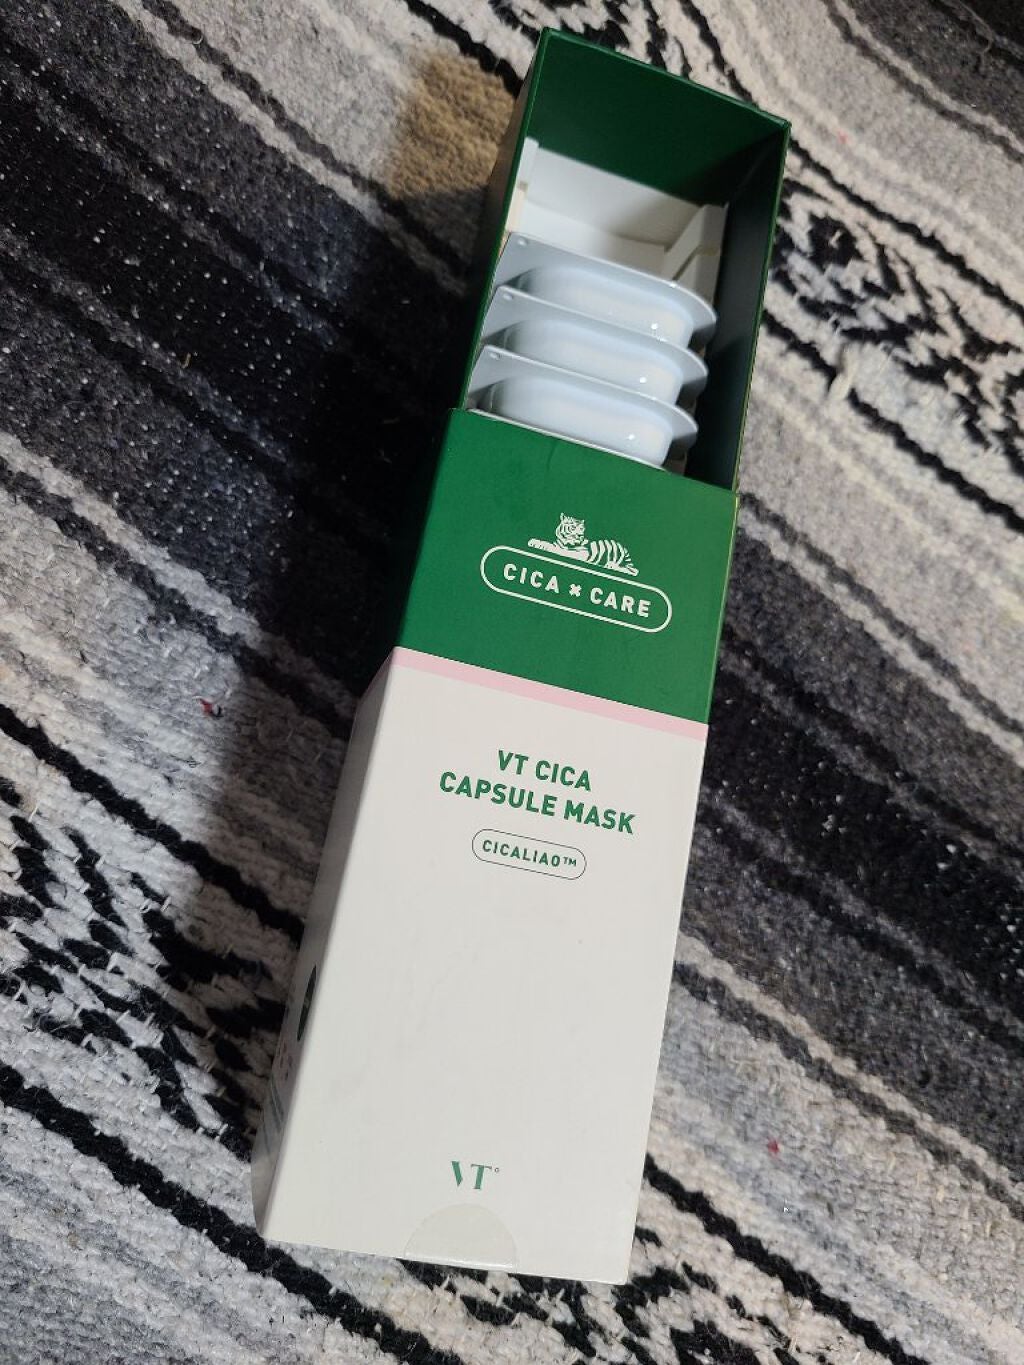 CICA × CARE
VT CICA
CAPSULE MASK
CICALIAO™
VT°